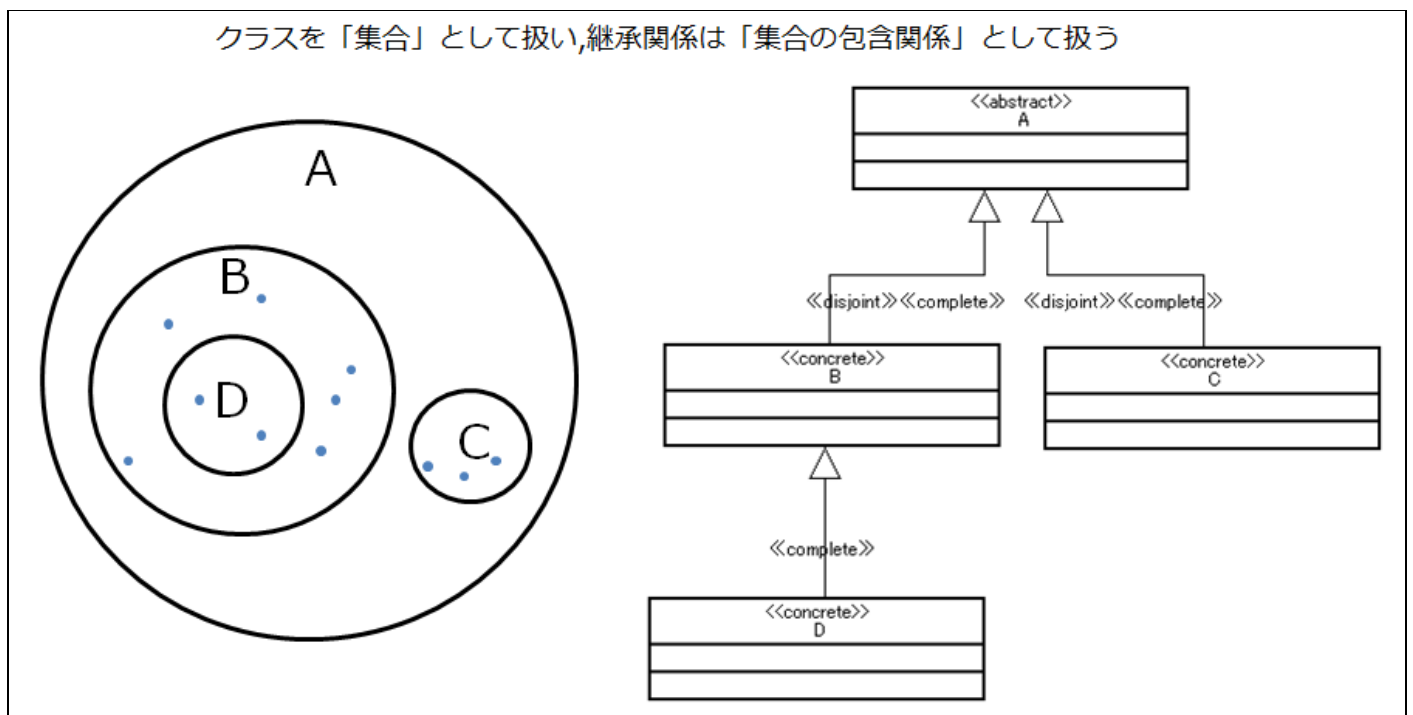 クラスを「集合」として扱い,継承関係は「集合の包含関係」として扱う
A
B
D
C
<<abstract>>
A
≪disjoint≫≪complete≫ ≪disjoint≫≪complete≫
<<concrete>>
B
<<concrete>>
C
≪complete≫
<<concrete>>
D